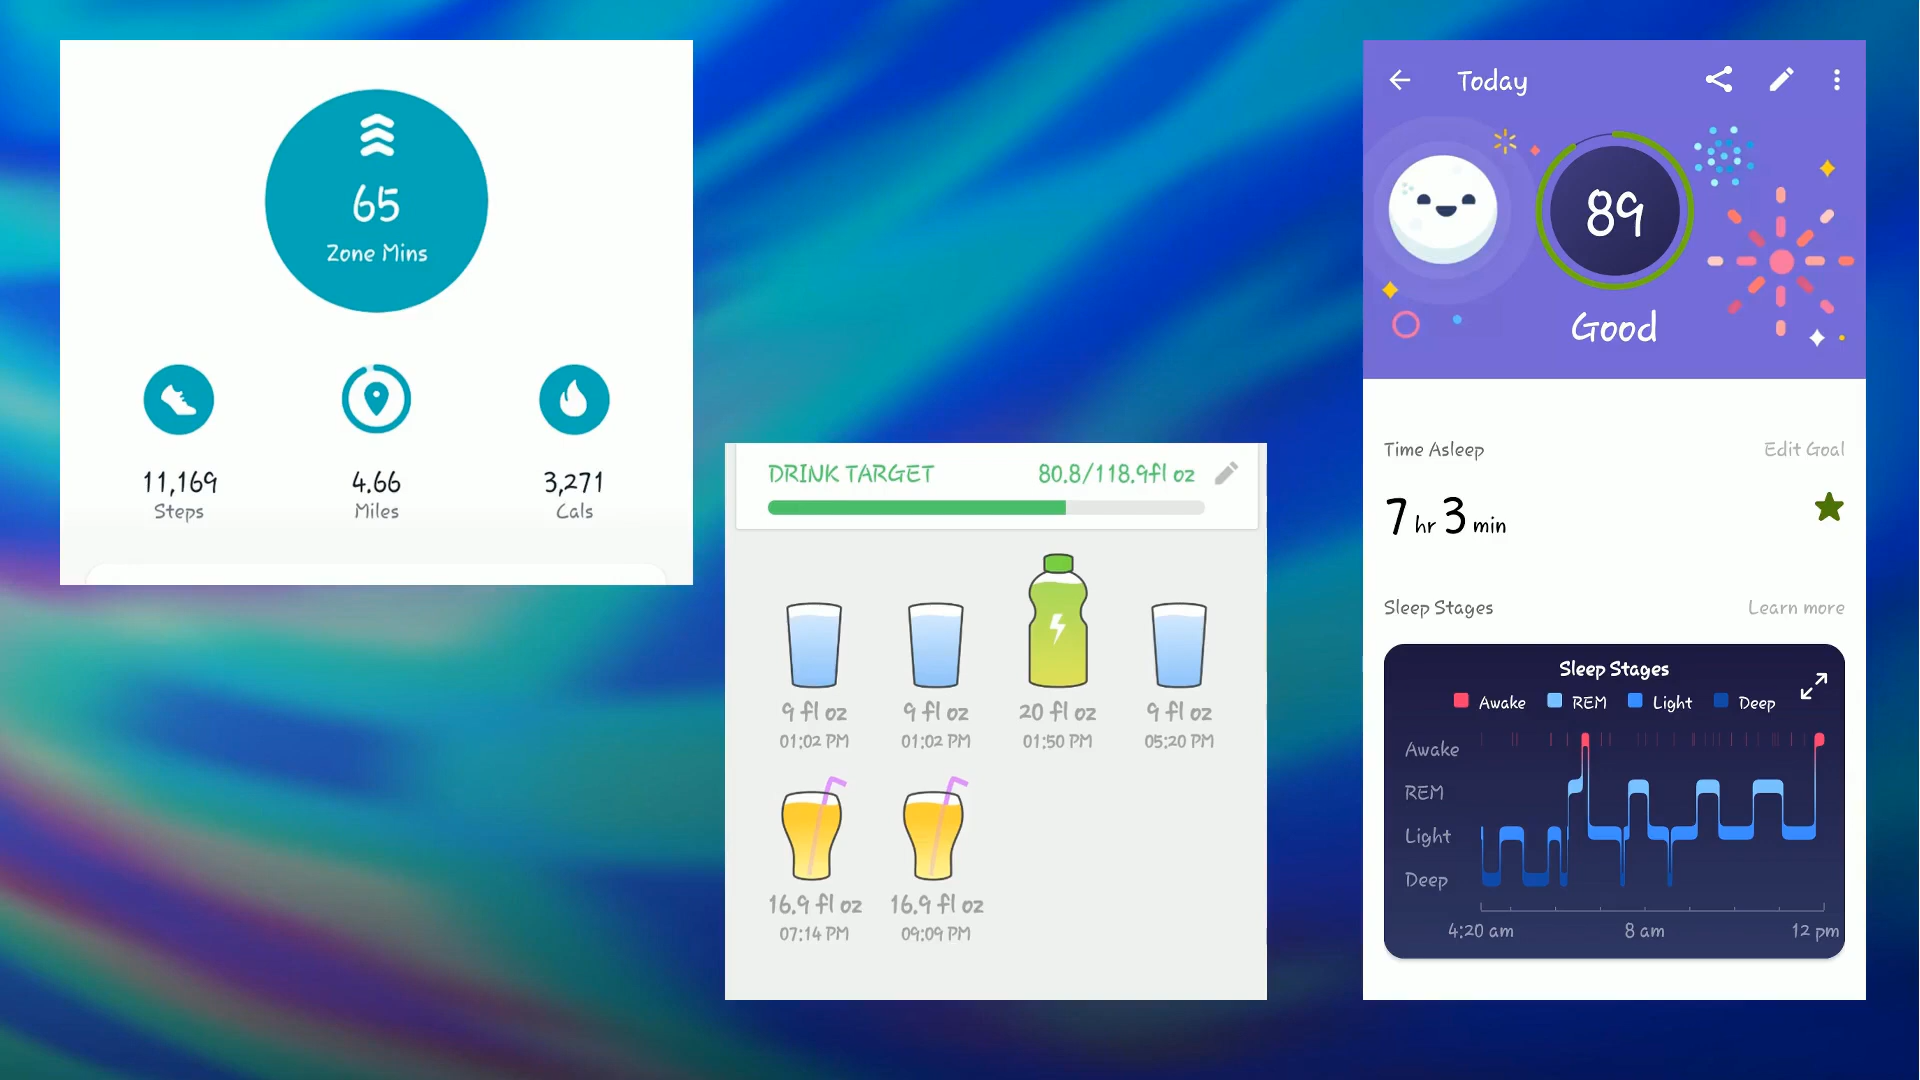 65
Zone Mins
11,169
Steps
4.66
Miles
3,271
Cals
DRINK TARGET 80.8/118.9fl oz
9 fl oz 9 fl oz 20 fl oz 9 fl oz
01:02 PM 01:02 PM 01:50 PM 05:20 PM
16.9 fl oz 16.9 fl oz
07:14 PM 09:09 PM
Today
89
Good
Time Asleep Edit Goal
7 hr 3 min
Sleep Stages Learn more
Sleep Stages
Awake REM Light Deep
Awake
REM
Light
Deep
4:20 am 8 am 12 pm